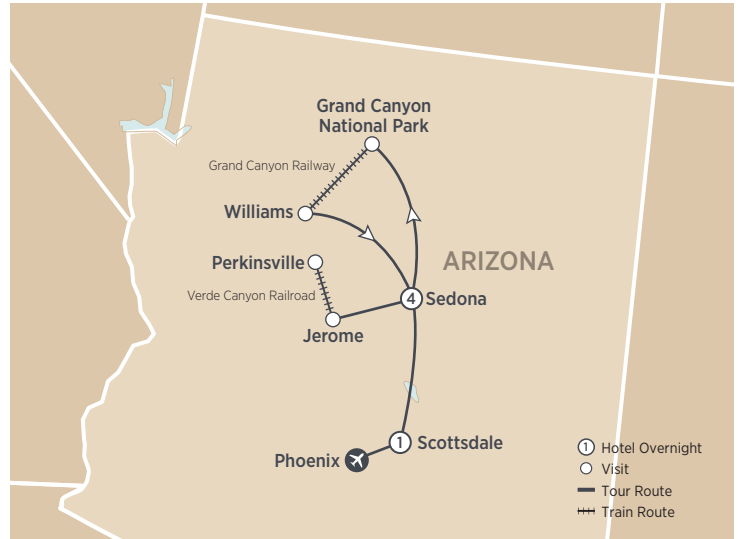 Grand Canyon
National Park
Grand Canyon Railway
Williams
Perkinsville
ARIZONA
Verde Canyon Railroad
4 Sedona
Jerome
1 Scottsdale
Phoenix
1 Hotel Overnight
Visit
Tour Route
Train Route